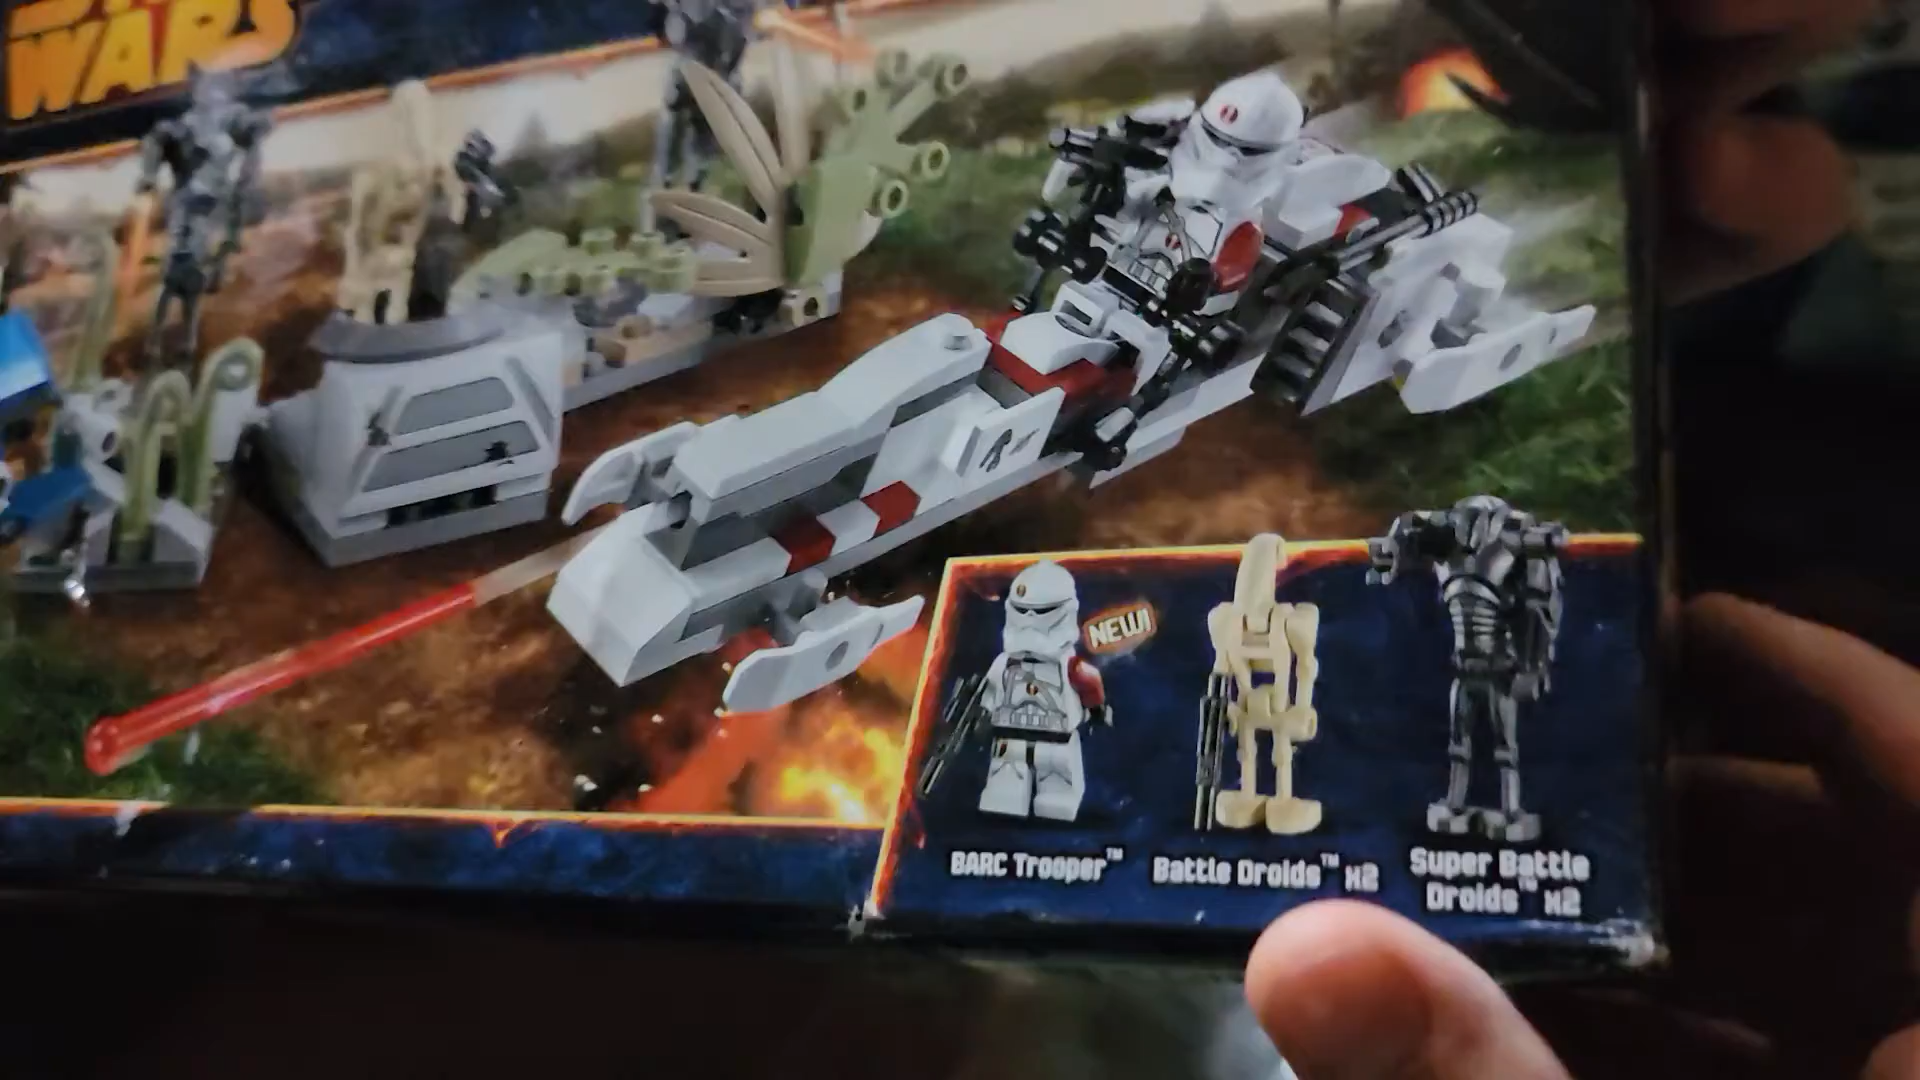 WARS
NEW!
BARC Trooper™
Battle Droids™ x2
Super Battle
Droids™ x2